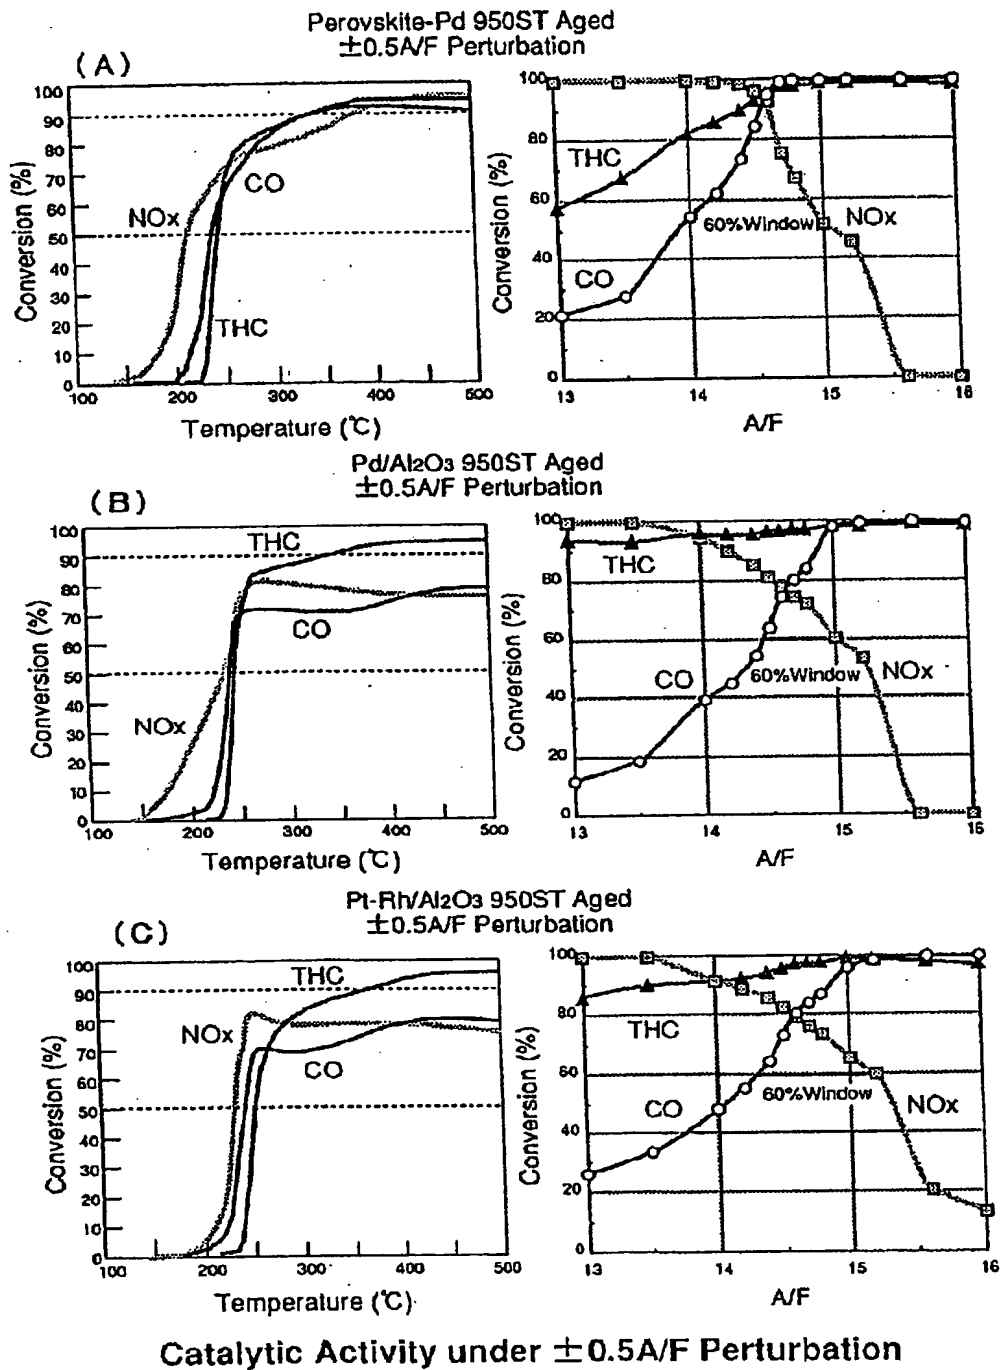 Perovskite-Pd 950ST Aged
±0.5A/F Perturbation
(A)
Conversion (%)
100
90
80
70
60
50
40
30
20
10
0
NOx
CO
THC
100 200 300 400 500
Temperature (℃)
Conversion (%)
100
80
60
40
20
0
THC
60%Window
NOx
CO
13 14 15 16
A/F
Pd/Al2O3 950ST Aged
±0.5A/F Perturbation
(B)
Conversion (%)
100
90
80
70
60
50
40
30
20
10
0
THC
CO
NOx
100 200 300 400 500
Temperature (℃)
Conversion (%)
100
80
60
40
20
0
THC
CO
60%Window
NOx
13 14 15 16
A/F
Pt-Rh/Al2O3 950ST Aged
±0.5A/F Perturbation
(C)
Conversion (%)
100
90
80
70
60
50
40
30
20
10
0
THC
NOx
CO
100 200 300 400 500
Temperature (℃)
Conversion (%)
100
80
60
40
20
0
THC
CO
60%Window
NOx
13 14 15 16
A/F
Catalytic Activity under ±0.5A/F Perturbation